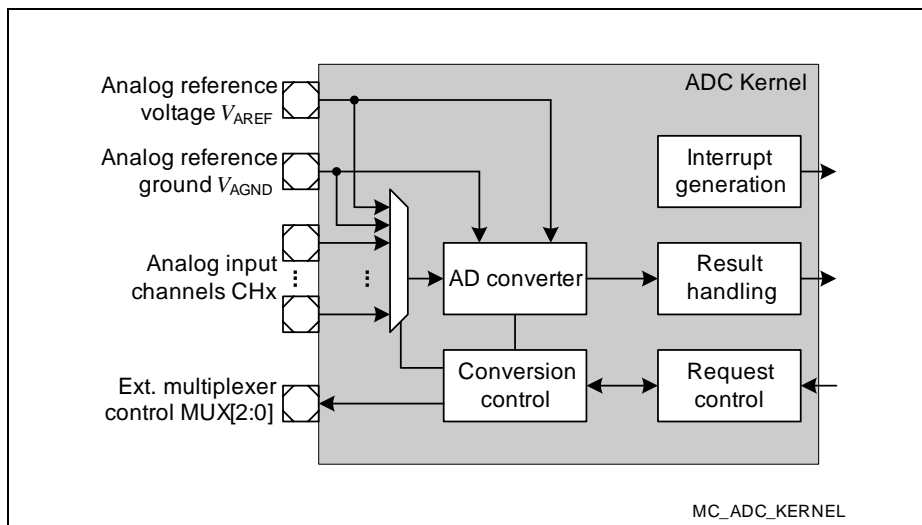 Analog reference
voltage VAREF
ADC Kernel
Analog reference
ground VAGND
Interrupt
generation
Analog input
channels CHx
AD converter
Result
handling
Ext. multiplexer
control MUX[2:0]
Conversion
control
Request
control
MC_ADC_KERNEL